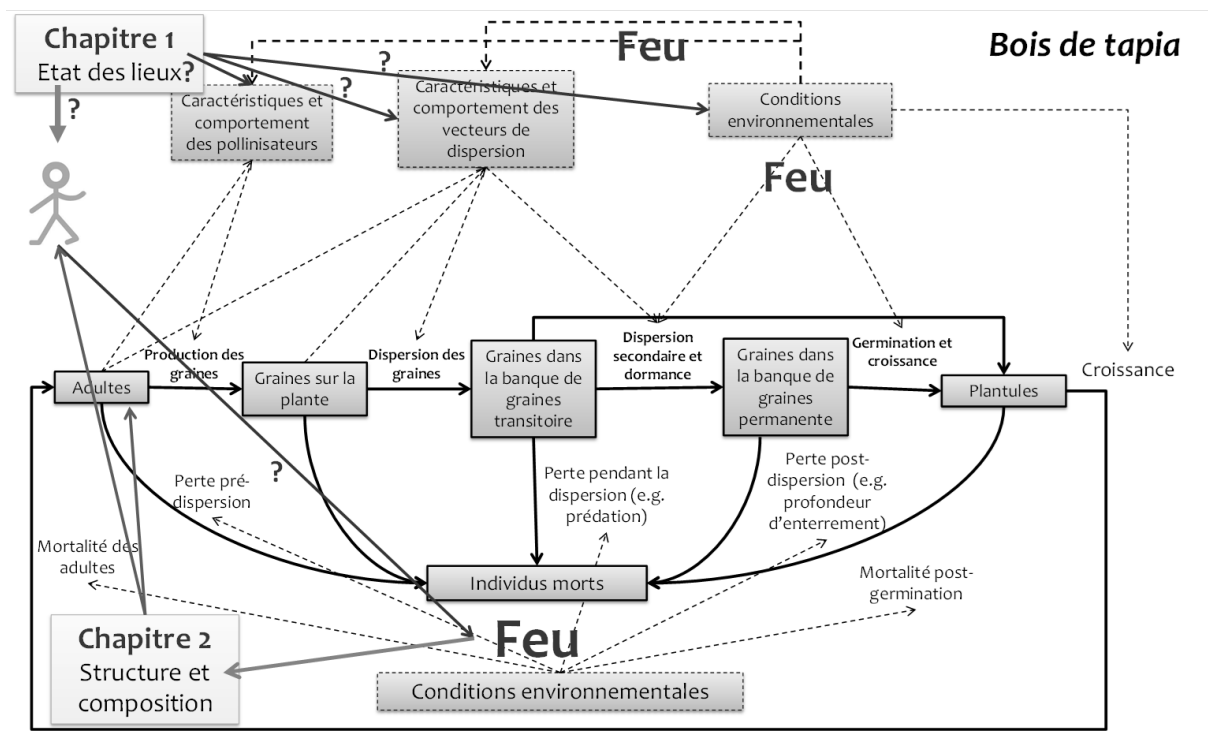 Chapitre 1
Etat des lieux?
?
?
?
Feu
Bois de tapia
Caractéristiques et
comportement
des pollinisateurs
Caractéristiques et
comportement des
vecteurs de
dispersion
Conditions
environnementales
Feu
Production des
graines
Dispersion des
graines
Dispersion
secondaire et
dormance
Germination et
croissance
Croissance
Adultes
Graines sur la
plante
Graines dans
la banque de
graines
transitoire
Graines dans
la banque de
graines
permanente
Plantules
?
Perte pré-
dispersion
Perte pendant la
dispersion (e.g.
prédation)
Perte post-
dispersion (e.g.
profondeur
d'enterrement)
Mortalité des
adultes
Individus morts
Mortalité post-
germination
Feu
Chapitre 2
Structure et
composition
Conditions environnementales